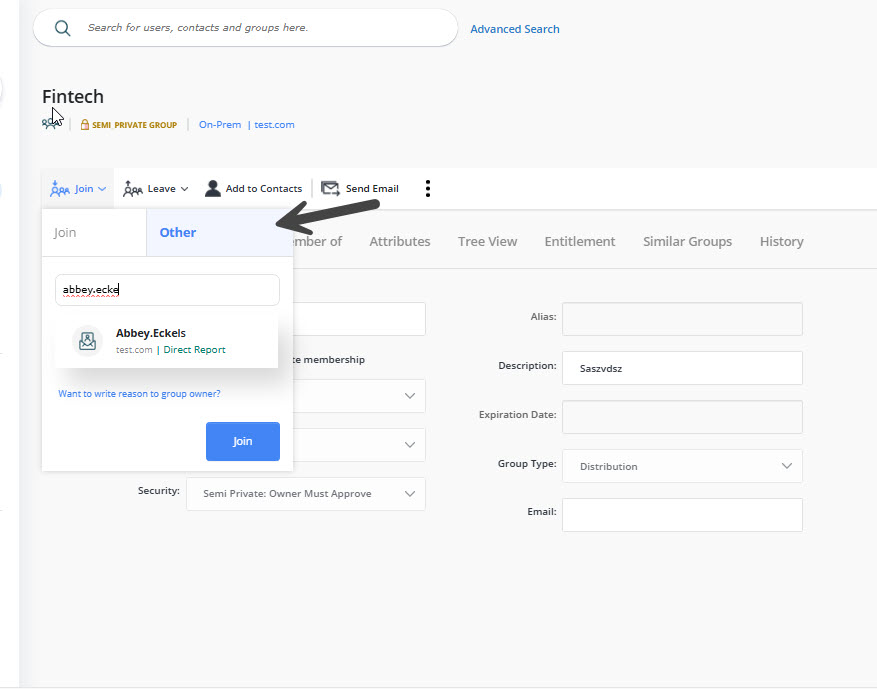 Search for users, contacts and groups here.
Advanced Search
Fintech
SEMI_PRIVATE GROUP | On-Prem | test.com
Join Leave Add to Contacts Send Email
Join Other
ember of Attributes Tree View Entitlement Similar Groups History
abbey.ecke
Abbey.Eckels
test.com | Direct Report
Want to write reason to group owner?
Join
te membership
Security: Semi Private: Owner Must Approve
Alias:
Description: Saszvdsz
Expiration Date:
Group Type: Distribution
Email: